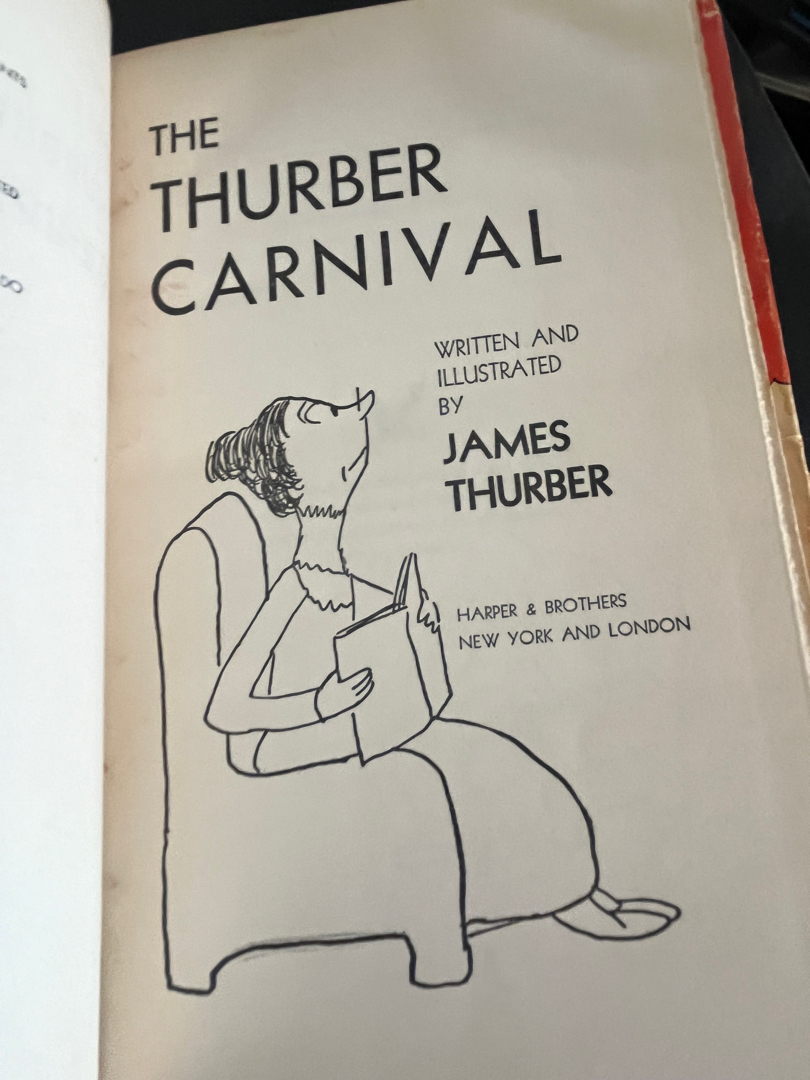 THE
THURBER
CARNIVAL
WRITTEN AND
ILLUSTRATED
BY
JAMES
THURBER
HARPER & BROTHERS
NEW YORK AND LONDON